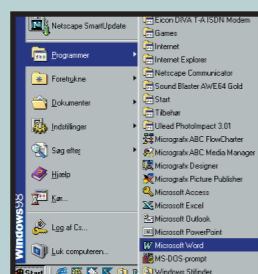 Netscape SmartUpdate
Programmer
Foretrukne
Dokumenter
Indstillinger
Søg efter
Hjælp
Kør...
Log af Cs...
Luk computeren...
Windows98
Start
Eicon DIVA T-A ISDN Modem
Games
Internet
Internet Explorer
Netscape Communicator
Sound Blaster AWE64 Gold
Start
Tilbehør
Ulead PhotoImpact 3.01
Micrografx ABC FlowCharter
Micrografx ABC Media Manager
Micrografx Designer
Micrografx Picture Publisher
Microsoft Access
Microsoft Excel
Microsoft Outlook
Microsoft PowerPoint
Microsoft Word
MS-DOS-prompt
Windows Stifinder